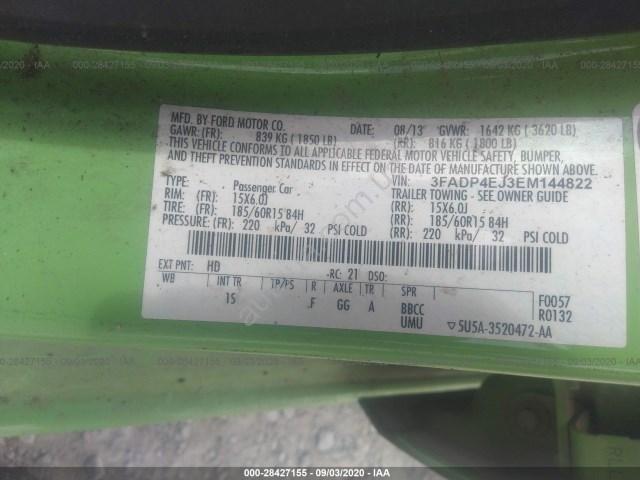 000-28427155 - 09/03/2020 - IAA
MFD. BY FORD MOTOR CO.
DATE: 08/13 GVWR: 1642 KG ( 3620 LB)
GAWR: (FR): 839 KG ( 1850 LB) (RR): 816 KG ( 1800 LB)
THIS VEHICLE CONFORMS TO ALL APPLICABLE FEDERAL MOTOR VEHICLE SAFETY, BUMPER,
AND THEFT PREVENTION STANDARDS IN EFFECT ON THE DATE OF MANUFACTURE SHOWN ABOVE.
VIN: 3FADP4EJ3EM144822
TYPE: Passenger Car TRAILER TOWING - SEE OWNER GUIDE
RIM: (FR): 15X6.0J (RR): 15X6.0J
TIRE: (FR): 185/60R15 84H (RR): 185/60R15 84H
PRESSURE: (FR): 220 kPa/ 32 PSI COLD (RR): 220 kPa/ 32 PSI COLD
EXT PNT: HD RC: 21 DSO:
WB INT TR TP/PS R AXLE TR SPR
1S F GG A BBCC
UMU
F0057
R0132
5U5A-3520472-AA
000-28427155 - 09/03/2020 - IAA